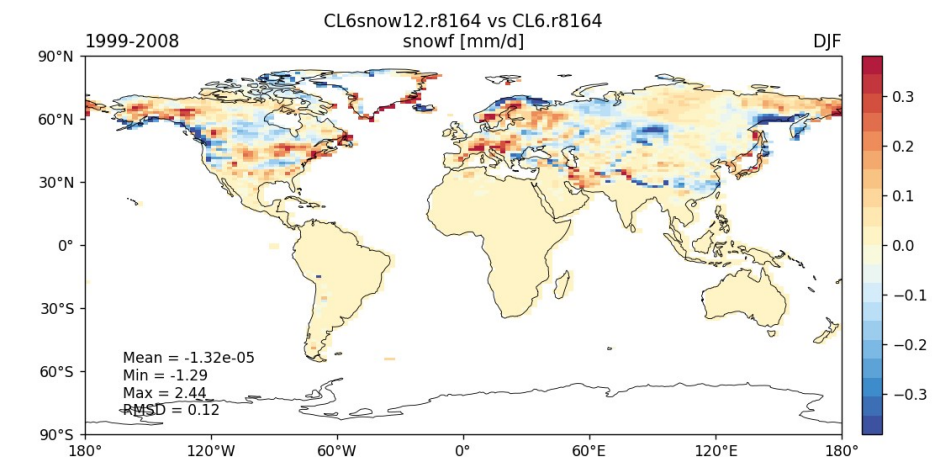 CL6snow12.r8164 vs CL6.r8164
1999-2008 snowf [mm/d] DJF
90°N
60°N
30°N
0°
30°S
60°S
90°S
Mean = -1.32e-05
Min = -1.29
Max = 2.44
RMSD = 0.12
180° 120°W 60°W 0° 60°E 120°E 180°
0.3
0.2
0.1
0.0
−0.1
−0.2
−0.3